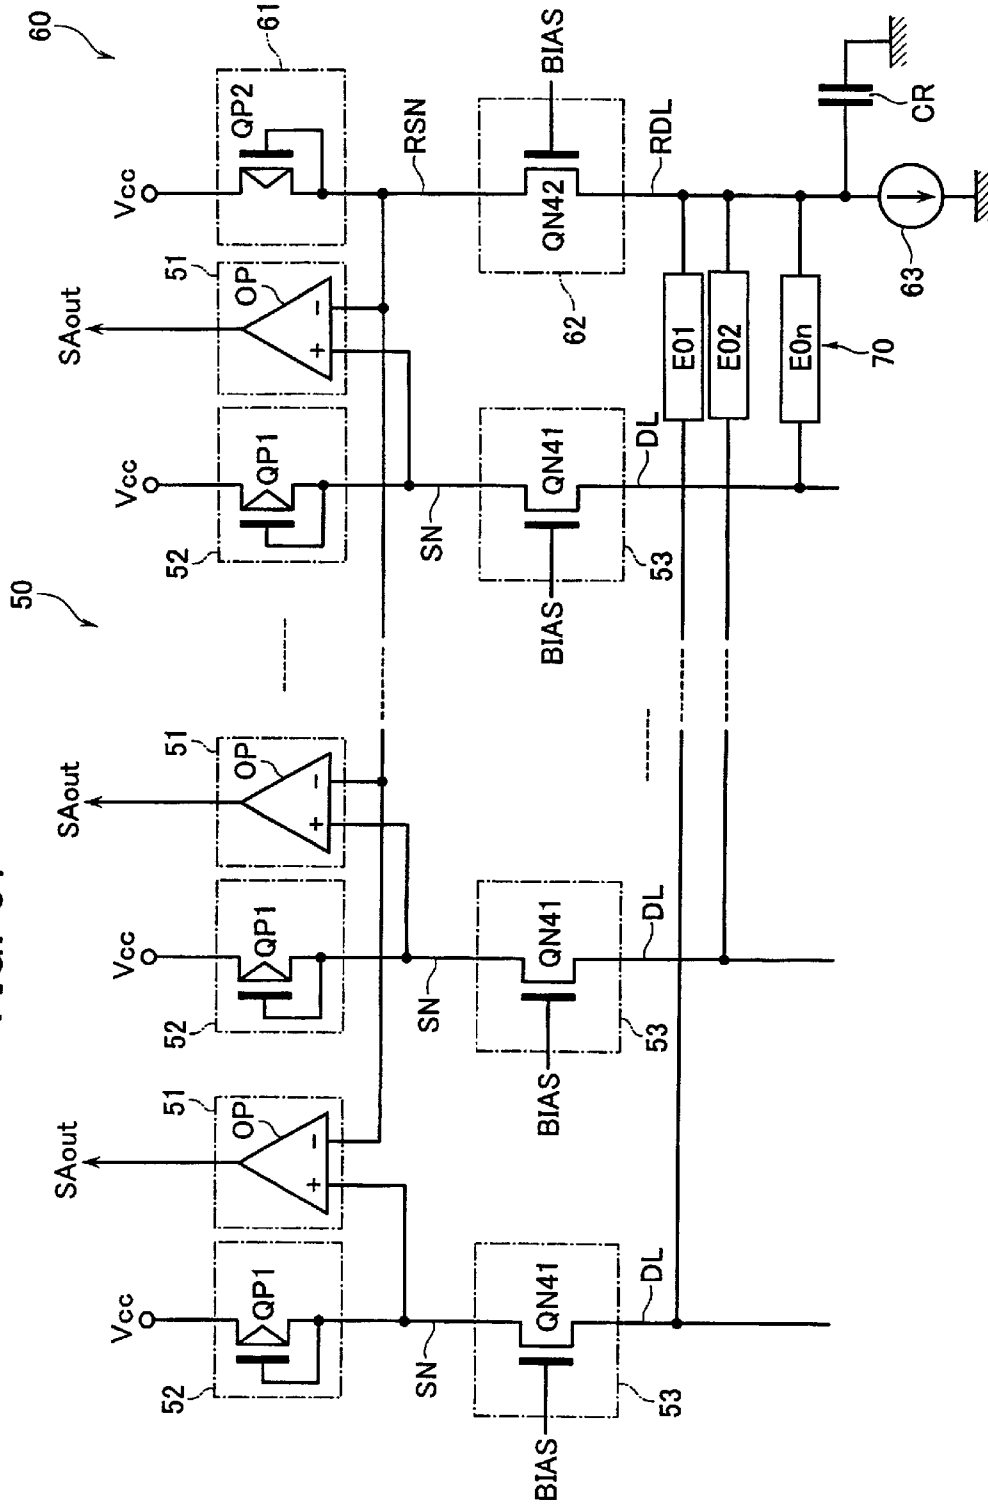 60
50
Vcc
QP2
61
SAout
51
OP
-
+
Vcc
QP1
52
SAout
51
OP
-
+
Vcc
QP1
52
SAout
51
OP
-
+
Vcc
QP1
52
RSN
SN
SN
SN
BIAS
QN42
62
BIAS
QN41
53
BIAS
QN41
53
BIAS
QN41
53
RDL
DL
DL
DL
E01
E02
E0n
70
CR
63